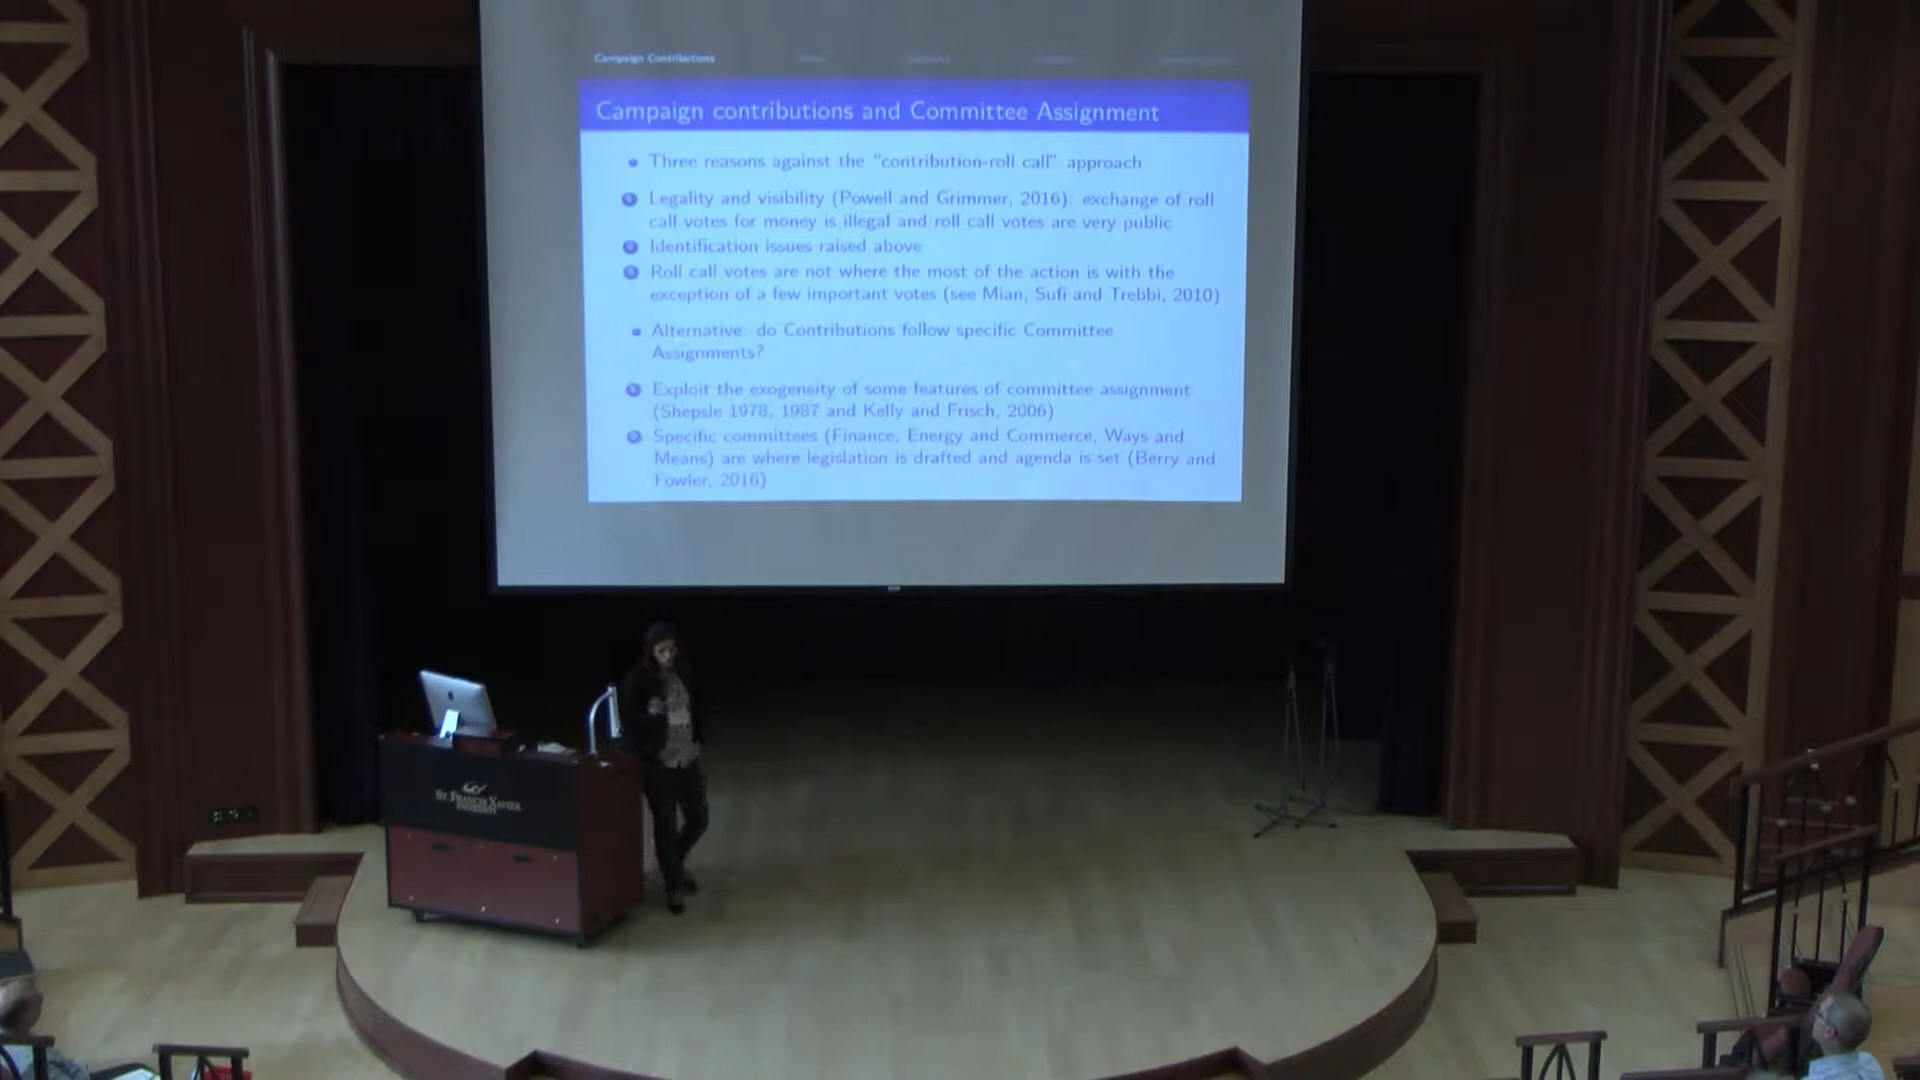 Campaign Contributions
Campaign contributions and Committee Assignment
Three reasons against the "contribution-roll call" approach
Legality and visibility (Powell and Grimmer, 2016): exchange of roll
call votes for money is illegal and roll call votes are very public
Identification issues raised above
Roll call votes are not where the most of the action is with the
exception of a few important votes (see Mian, Sufi and Trebbi, 2010)
Alternative: do Contributions follow specific Committee
Assignments?
Exploit the exogeneity of some features of committee assignment
(Shepsle 1978, 1987 and Kelly and Frisch, 2006)
Specific committees (Finance, Energy and Commerce, Ways and
Means) are where legislation is drafted and agenda is set (Berry and
Fowler, 2016)
ST. FRANCIS XAVIER
UNIVERSITY